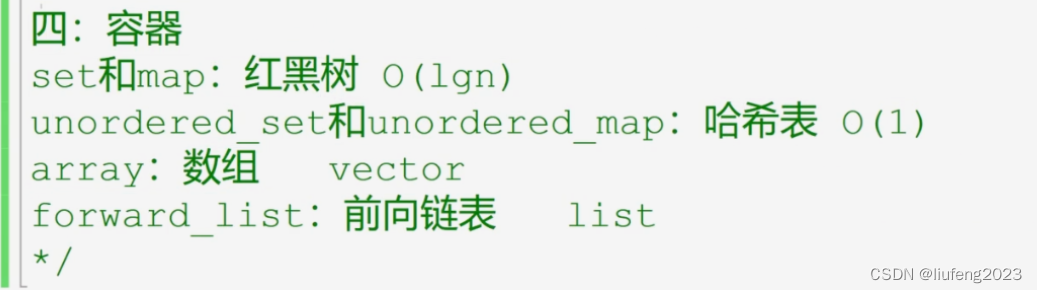 四：容器
set和map：红黑树 O(lgn)
unordered_set和unordered_map：哈希表 O(1)
array：数组 vector
forward_list：前向链表 list
*/
CSDN @liufeng2023